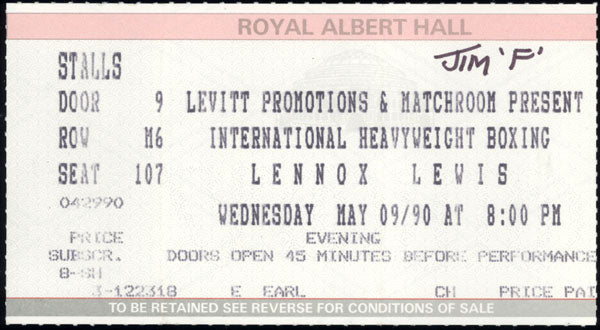 ROYAL ALBERT HALL
JIM 'F'
STALLS
DOOR 9 LEVITT PROMOTIONS & MATCHROOM PRESENT
ROW M6 INTERNATIONAL HEAVYWEIGHT BOXING
SEAT 107 LENNOX LEWIS
042990
WEDNESDAY MAY 09/90 AT 8:00 PM
PRICE EVENING
SUBSCR. DOORS OPEN 45 MINUTES BEFORE PERFORMANCE
8-SH
3-122318 E EARL CH PRICE PAI
TO BE RETAINED SEE REVERSE FOR CONDITIONS OF SALE